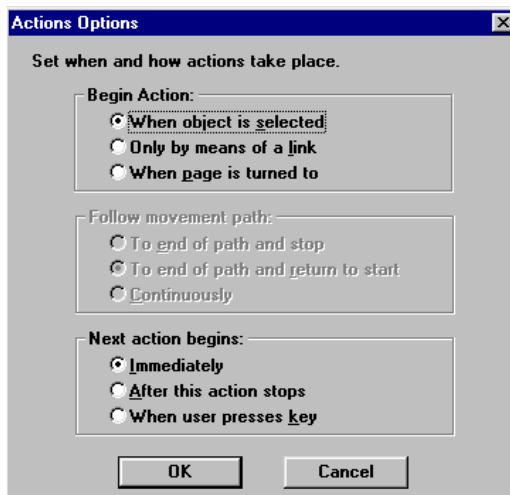 Actions Options
Set when and how actions take place.
Begin Action:
When object is selected
Only by means of a link
When page is turned to
Follow movement path:
To end of path and stop
To end of path and return to start
Continuously
Next action begins:
Immediately
After this action stops
When user presses key
OK
Cancel